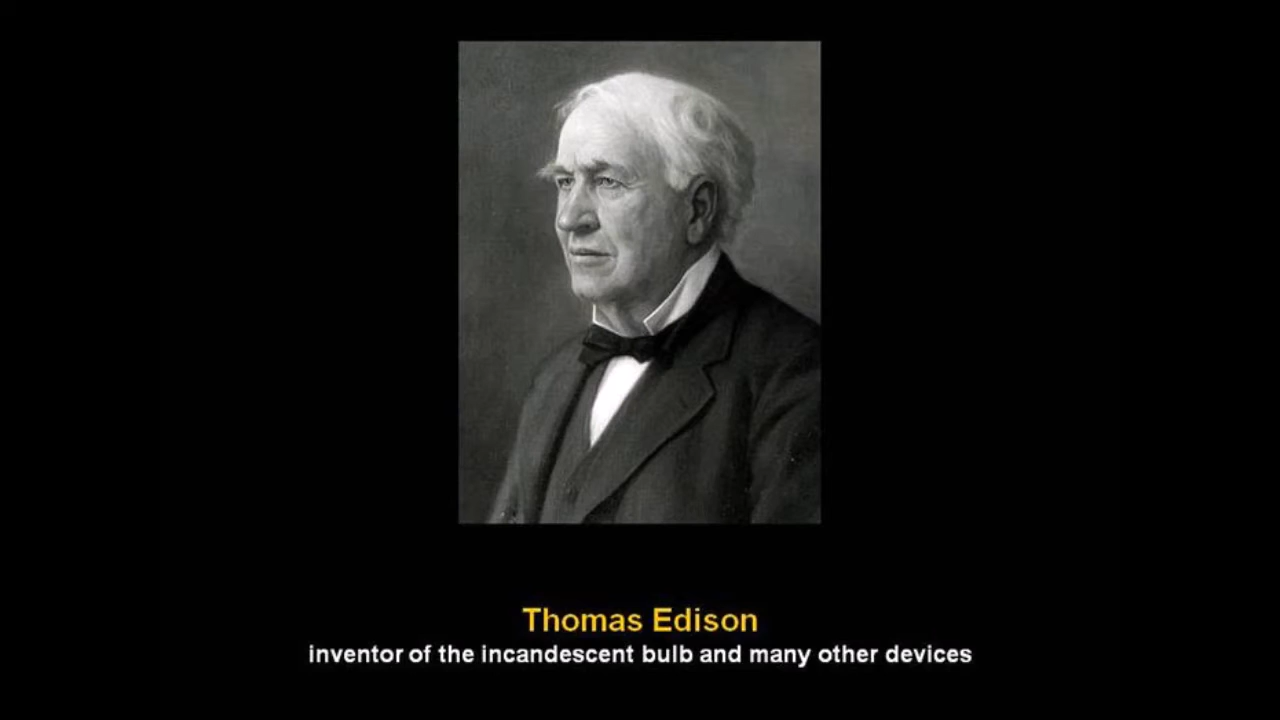 Thomas Edison
inventor of the incandescent bulb and many other devices